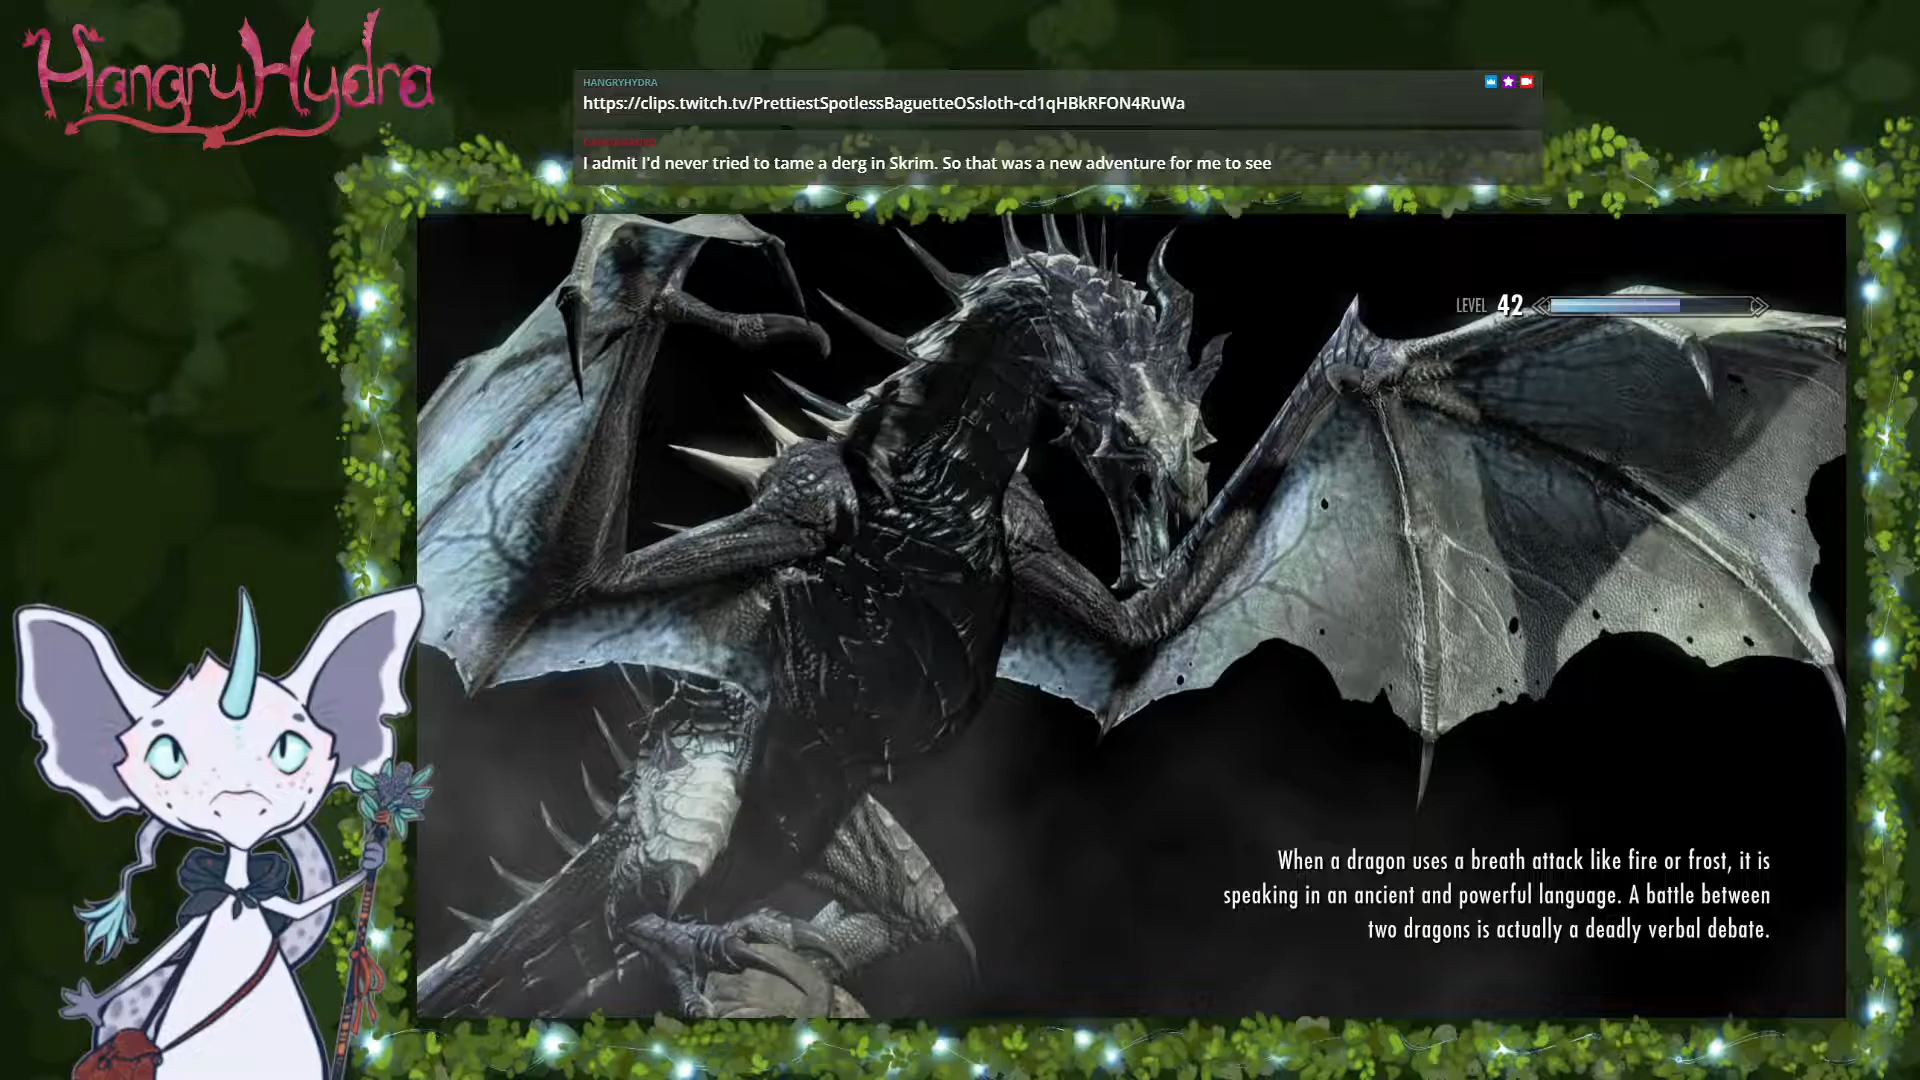 HangryHydra
HANGRYHYDRA
https://clips.twitch.tv/PrettiestSpotlessBaguetteOSsloth-cd1qHBkRFON4RuWa
I admit I'd never tried to tame a derg in Skrim. So that was a new adventure for me to see
LEVEL 42
When a dragon uses a breath attack like fire or frost, it is
speaking in an ancient and powerful language. A battle between
two dragons is actually a deadly verbal debate.